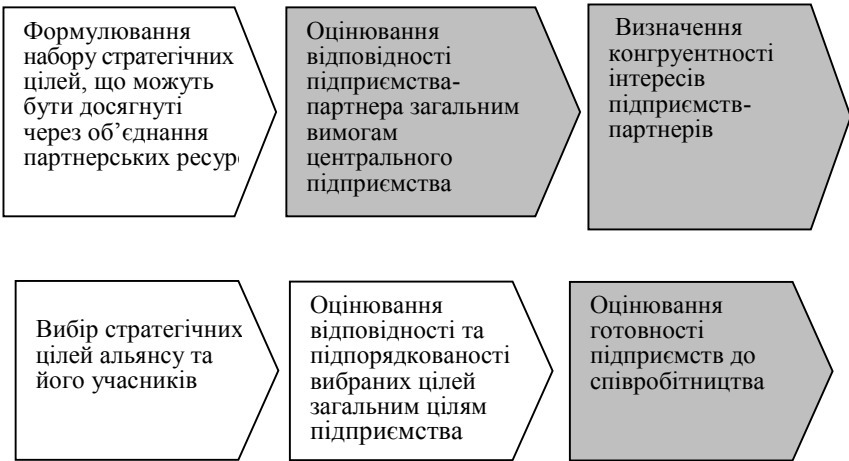 Формулювання
набору стратегічних
цілей, що можуть
бути досягнуті
через об’єднання
партнерських
Оцінювання
відповідності
підприємства-
партнера загальним
вимогам
центрального
підприємства
Визначення
конгруентності
інтересів
підприємств-
партнерів
Вибір стратегічних
цілей альянсу та
його учасників
Оцінювання
відповідності та
підпорядкованості
вибраних цілей
загальним цілям
підприємства
Оцінювання
готовності
підприємств до
співробітництва